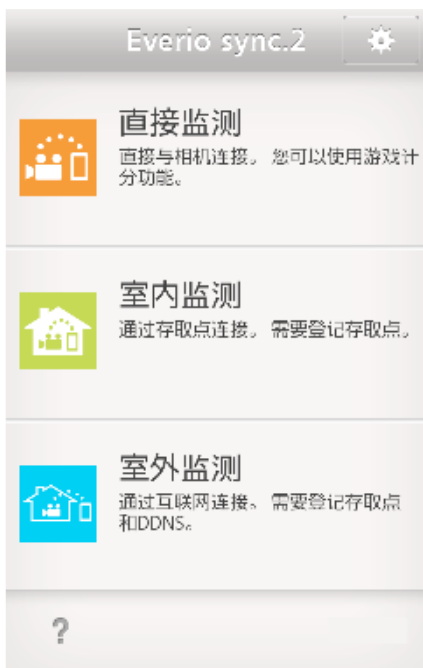 Everio sync.2
直接监测
直接与相机连接。 您可以使用游戏计
分功能。
室内监测
通过存取点连接。 需要登记存取点。
室外监测
通过互联网连接。 需要登记存取点
和DDNS。
?